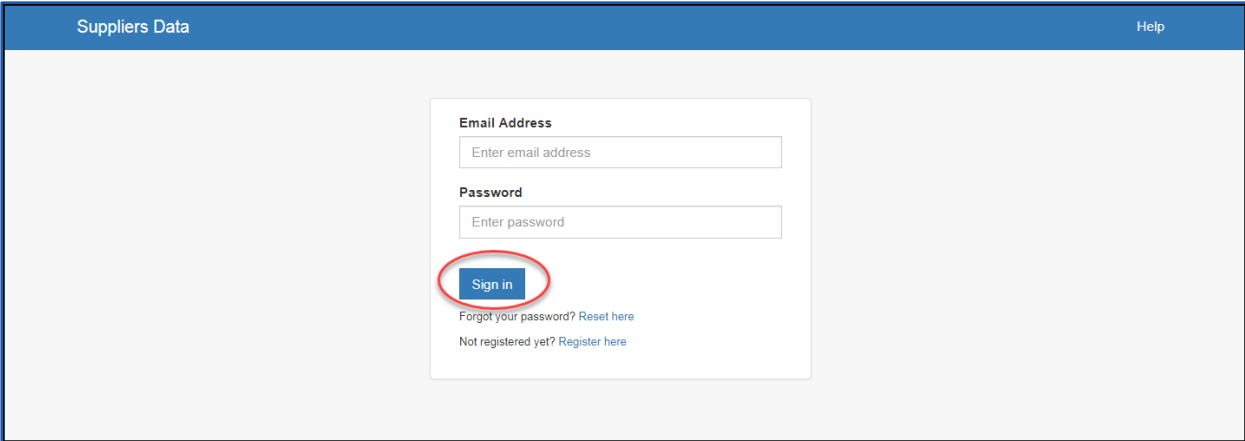 Suppliers Data
Help
Email Address
Enter email address
Password
Enter password
Sign in
Forgot your password? Reset here
Not registered yet? Register here